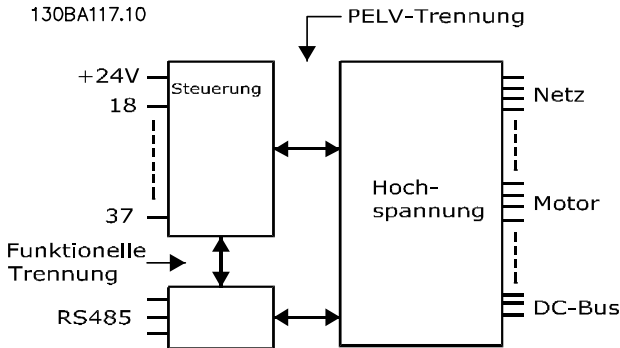 130BA117.10
PELV-Trennung
+24V
Steuerung
18
Netz
Hoch-
spannung
37
Motor
Funktionelle
Trennung
RS485
DC-Bus